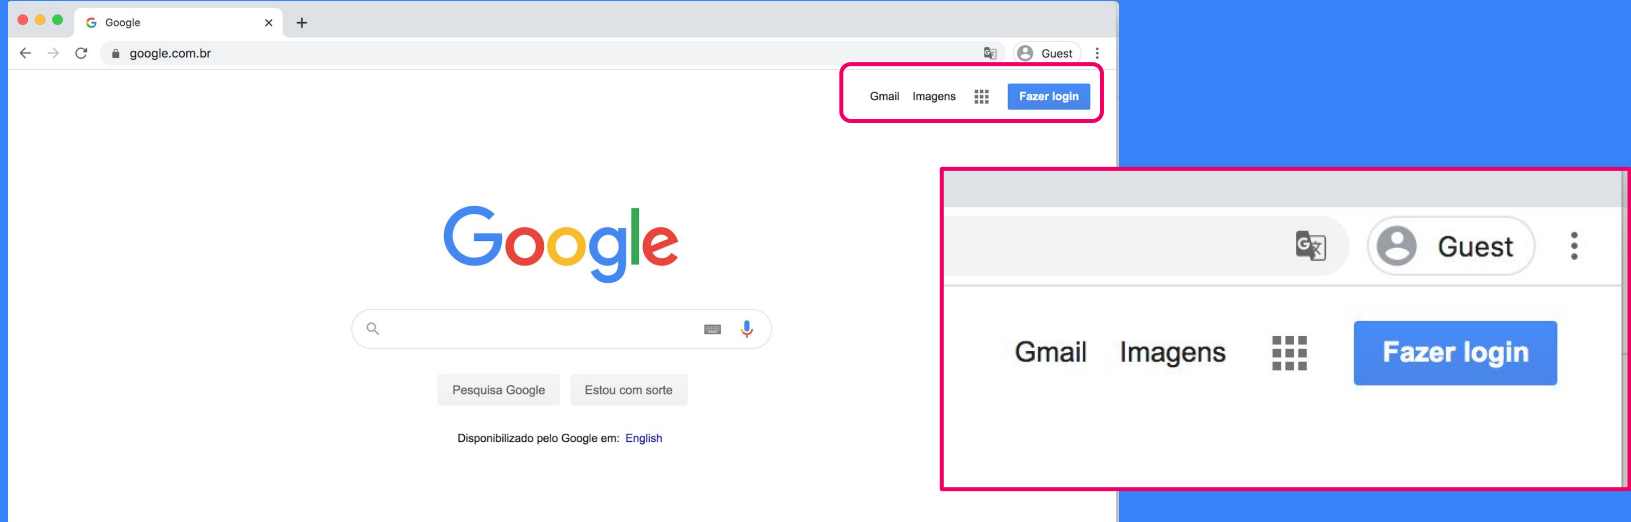 Google
google.com.br
Guest
Gmail Imagens Fazer login
Google
Pesquisa Google Estou com sorte
Disponibilizado pelo Google em: English
Guest
Gmail Imagens Fazer login